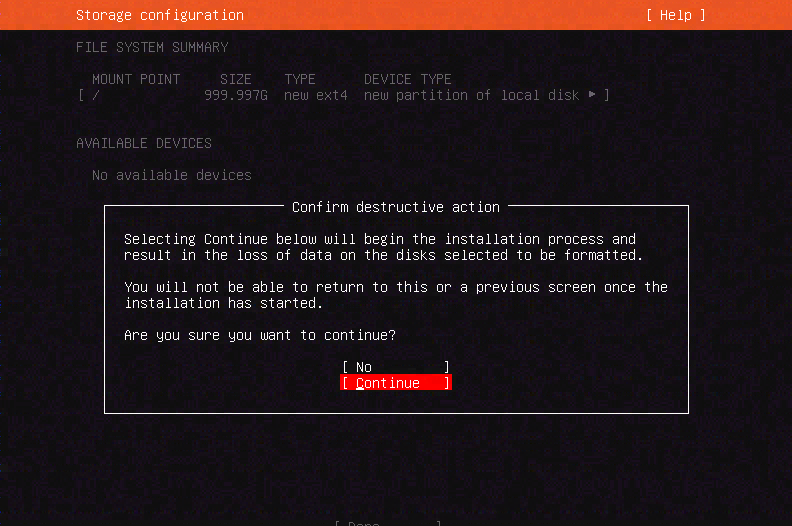 Storage configuration [ Help ]
FILE SYSTEM SUMMARY
MOUNT POINT SIZE TYPE DEVICE TYPE
[ / 999.997G new ext4 new partition of local disk ▸ ]
AVAILABLE DEVICES
No available devices
Confirm destructive action
Selecting Continue below will begin the installation process and
result in the loss of data on the disks selected to be formatted.
You will not be able to return to this or a previous screen once the
installation has started.
Are you sure you want to continue?
[ No ]
[ Continue ]
[ Done ]